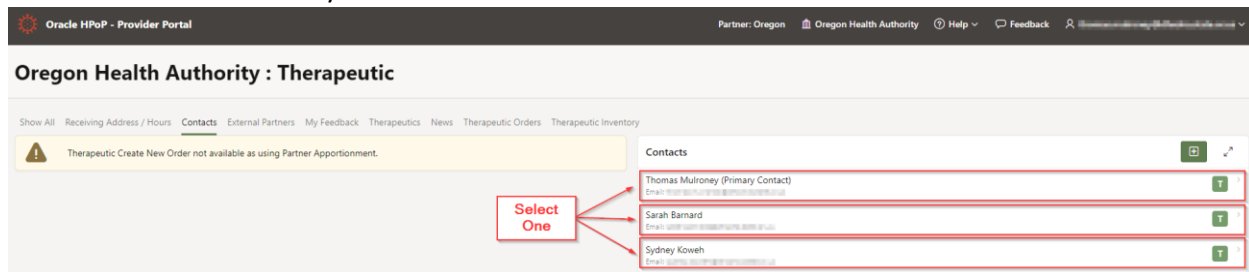 Oracle HPoP - Provider Portal Partner: Oregon Oregon Health Authority Help Feedback
Oregon Health Authority : Therapeutic
Show All Receiving Address / Hours Contacts External Partners My Feedback Therapeutics News Therapeutic Orders Therapeutic Inventory
Therapeutic Create New Order not available as using Partner Apportionment.
Contacts
Thomas Mulroney (Primary Contact)
Email:
T
Select
One
Sarah Barnard
Email:
T
Sydney Koweh
Email:
T